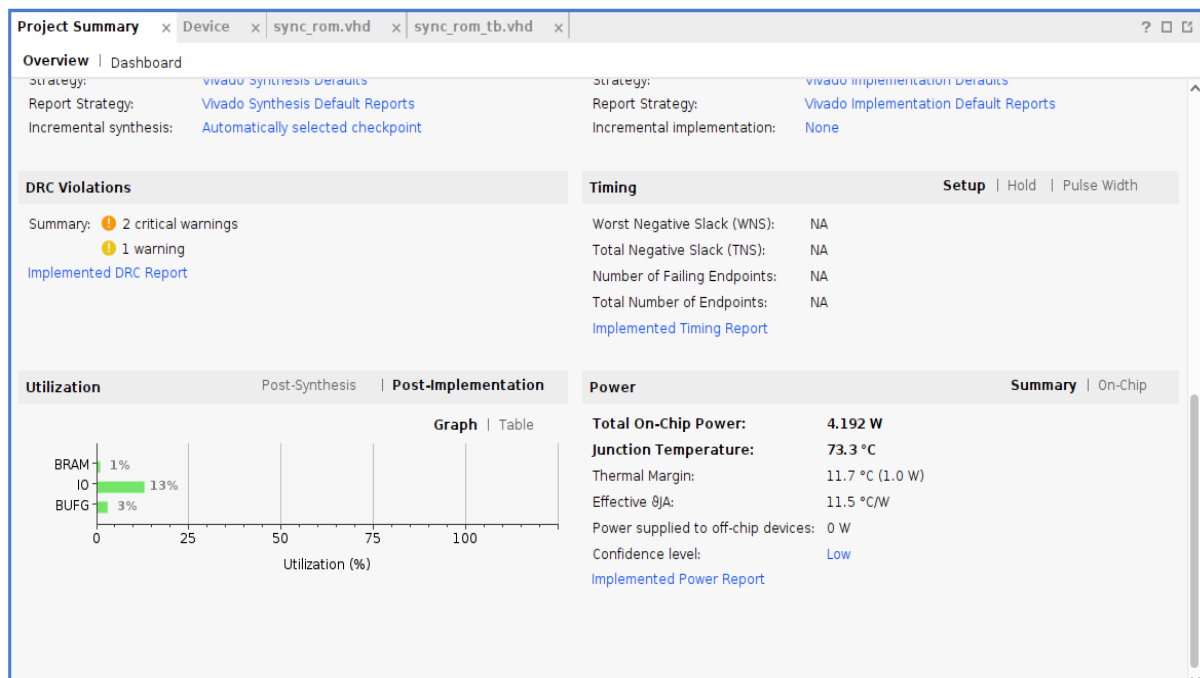 Project Summary × Device × sync_rom.vhd × sync_rom_tb.vhd × ?
Overview | Dashboard
Strategy: Vivado Synthesis Defaults
Report Strategy: Vivado Synthesis Default Reports
Incremental synthesis: Automatically selected checkpoint
Strategy: Vivado Implementation Defaults
Report Strategy: Vivado Implementation Default Reports
Incremental implementation: None
DRC Violations
Summary: 2 critical warnings
1 warning
Implemented DRC Report
Timing Setup | Hold | Pulse Width
Worst Negative Slack (WNS): NA
Total Negative Slack (TNS): NA
Number of Failing Endpoints: NA
Total Number of Endpoints: NA
Implemented Timing Report
Utilization Post-Synthesis | Post-Implementation
Graph | Table
BRAM 1%
IO 13%
BUFG 3%
0 25 50 75 100
Utilization (%)
Power Summary | On-Chip
Total On-Chip Power: 4.192 W
Junction Temperature: 73.3 °C
Thermal Margin: 11.7 °C (1.0 W)
Effective ϑJA: 11.5 °C/W
Power supplied to off-chip devices: 0 W
Confidence level: Low
Implemented Power Report